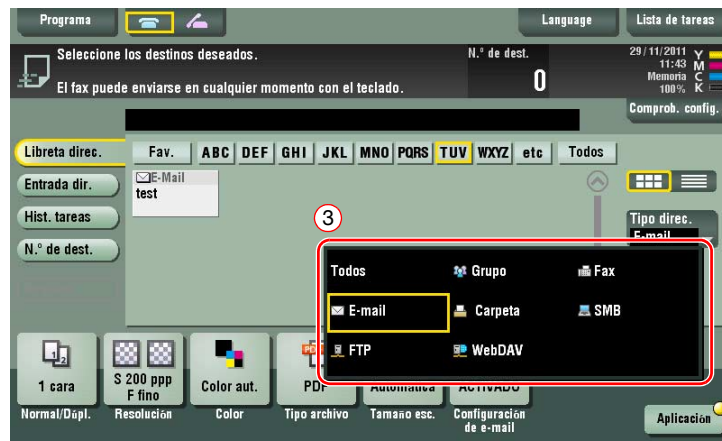 Programa
Language
Lista de tareas
Seleccione los destinos deseados.
N.º de dest.
0
El fax puede enviarse en cualquier momento con el teclado.
29/11/2011
11:43
Memoria
100%
Y
M
C
K
Comprob. config.
Libreta direc.
Fav. ABC DEF GHI JKL MNO PQRS TUV WXYZ etc Todos
Entrada dir.
E-Mail
test
Hist. tareas
N.º de dest.
Tipo direc.
E-mail
3
Todos Grupo Fax
E-mail Carpeta SMB
FTP WebDAV
1 cara
S 200 ppp
F fino
Color aut.
PDF
Automática
ACTIVADO
Normal/Dúpl.
Resolución
Color
Tipo archivo
Tamaño esc.
Configuración
de e-mail
Aplicación